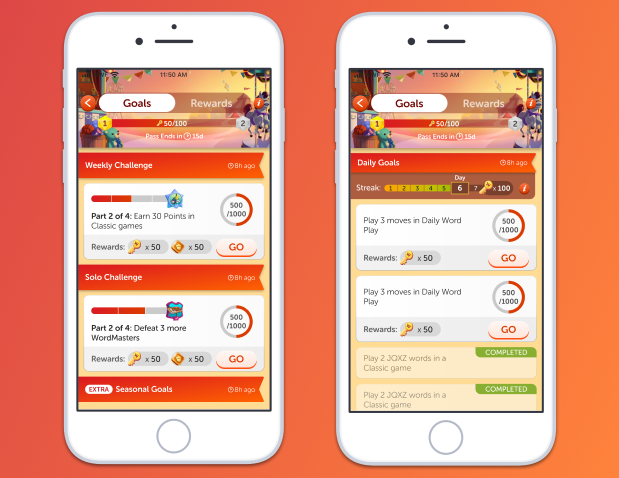 11:50 AM
Goals
Rewards
1
50/100
2
Pass Ends in 15d
Weekly Challenge
8h ago
Part 2 of 4: Earn 30 Points in
Classic games
500
/1000
Rewards: x 50 x 50
GO
Solo Challenge
8h ago
Part 2 of 4: Defeat 3 more
WordMasters
500
/1000
Rewards: x 50 x 50
GO
EXTRA Seasonal Goals
8h ago
11:50 AM
Goals
Rewards
1
50/100
2
Pass Ends in 15d
Daily Goals
8h ago
Day
Streak: 1 2 3 4 5 6 7 x 100
Play 3 moves in Daily Word
Play
500
/1000
Rewards: x 50
GO
Play 3 moves in Daily Word
Play
500
/1000
Rewards: x 50
GO
COMPLETED
Play 2 JQXZ words in a
Classic game
COMPLETED
Play 2 JQXZ words in a
Classic game